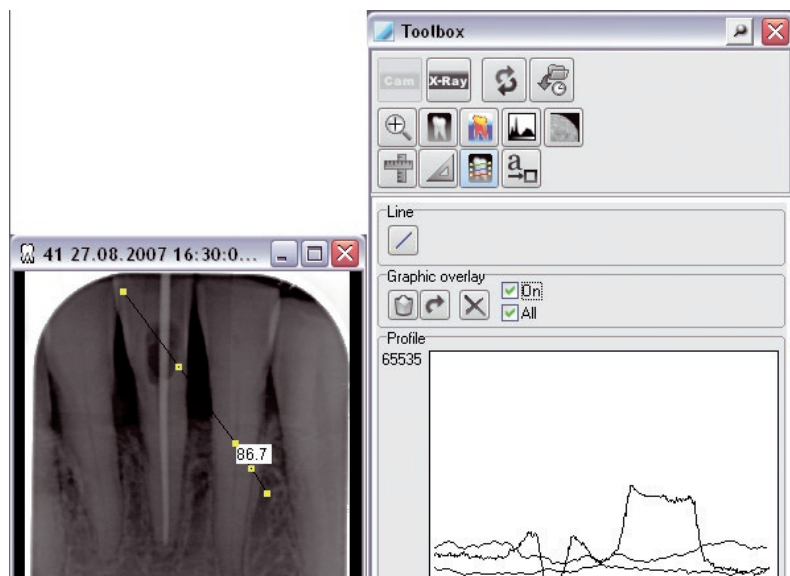 Toolbox
Cam
X-Ray
a
Line
41 27.08.2007 16:30:0...
Graphic overlay
On
All
Profile
65535
86.7